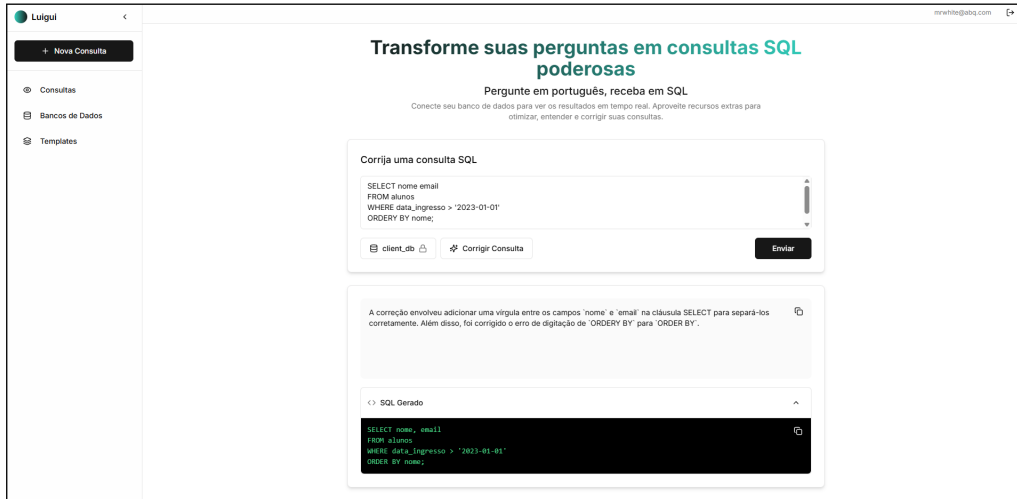 Luigui
mrwhite@abq.com
+ Nova Consulta
Consultas
Bancos de Dados
Templates
Transforme suas perguntas em consultas SQL
poderosas
Pergunte em português, receba em SQL
Conecte seu banco de dados para ver os resultados em tempo real. Aproveite recursos extras para
otimizar, entender e corrigir suas consultas.
Corrija uma consulta SQL
SELECT nome email
FROM alunos
WHERE data_ingresso > '2023-01-01'
ORDERY BY nome;
client_db
Corrigir Consulta
Enviar
A correção envolveu adicionar uma vírgula entre os campos `nome` e `email` na cláusula SELECT para separá-los
corretamente. Além disso, foi corrigido o erro de digitação de `ORDERY BY` para `ORDER BY`.
<> SQL Gerado
SELECT nome, email
FROM alunos
WHERE data_ingresso > '2023-01-01'
ORDER BY nome;